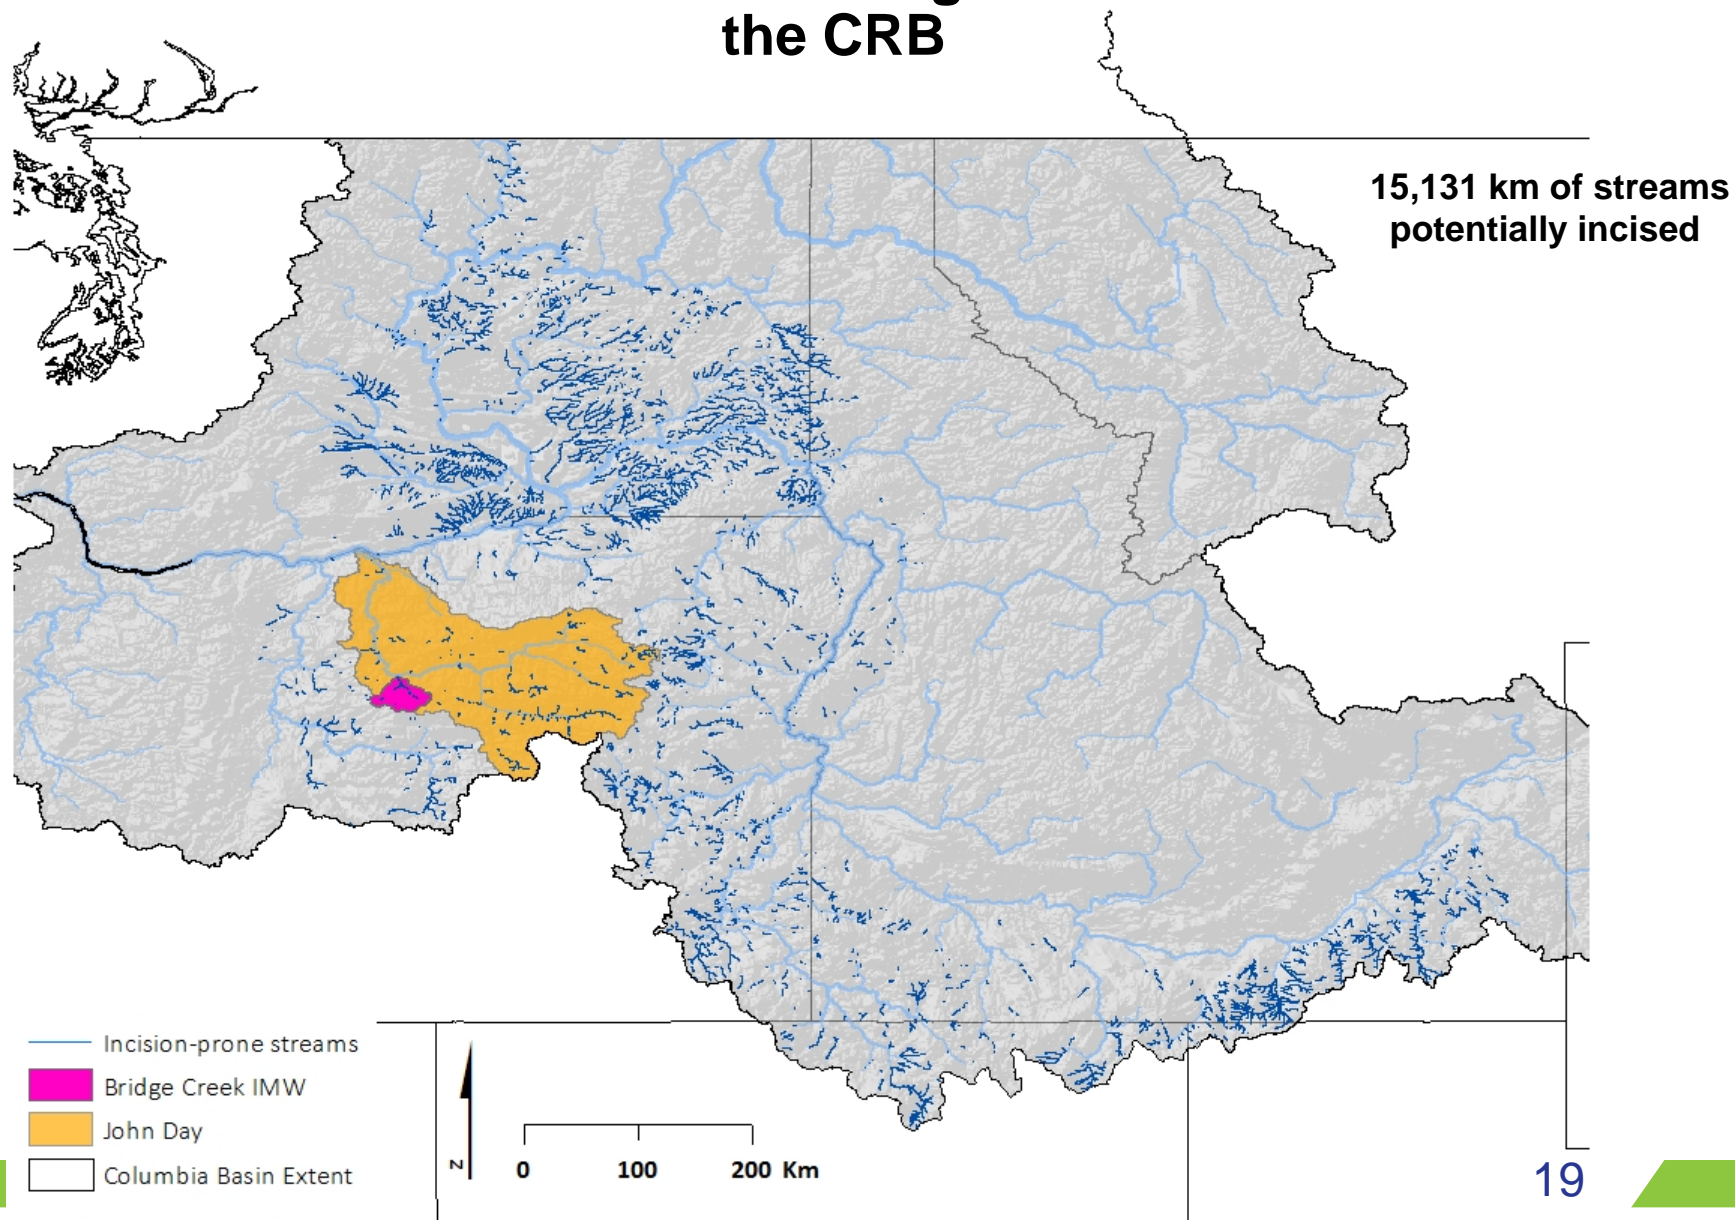 the CRB
15,131 km of streams
potentially incised
Incision-prone streams
Bridge Creek IMW
John Day
Columbia Basin Extent
N
0 100 200 Km
19